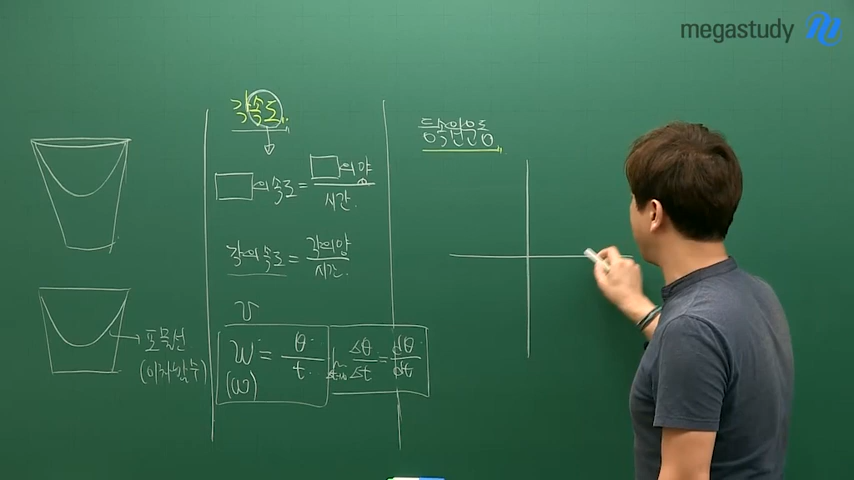 megastudy
각속도
□의 속도 = □의 양 / 시간
각의 속도 = 각의 양 / 시간
v
w = θ / t
(ω)
lim Δt→0 Δθ / Δt = dθ / dt
등속원운동
포물선
(이차함수)